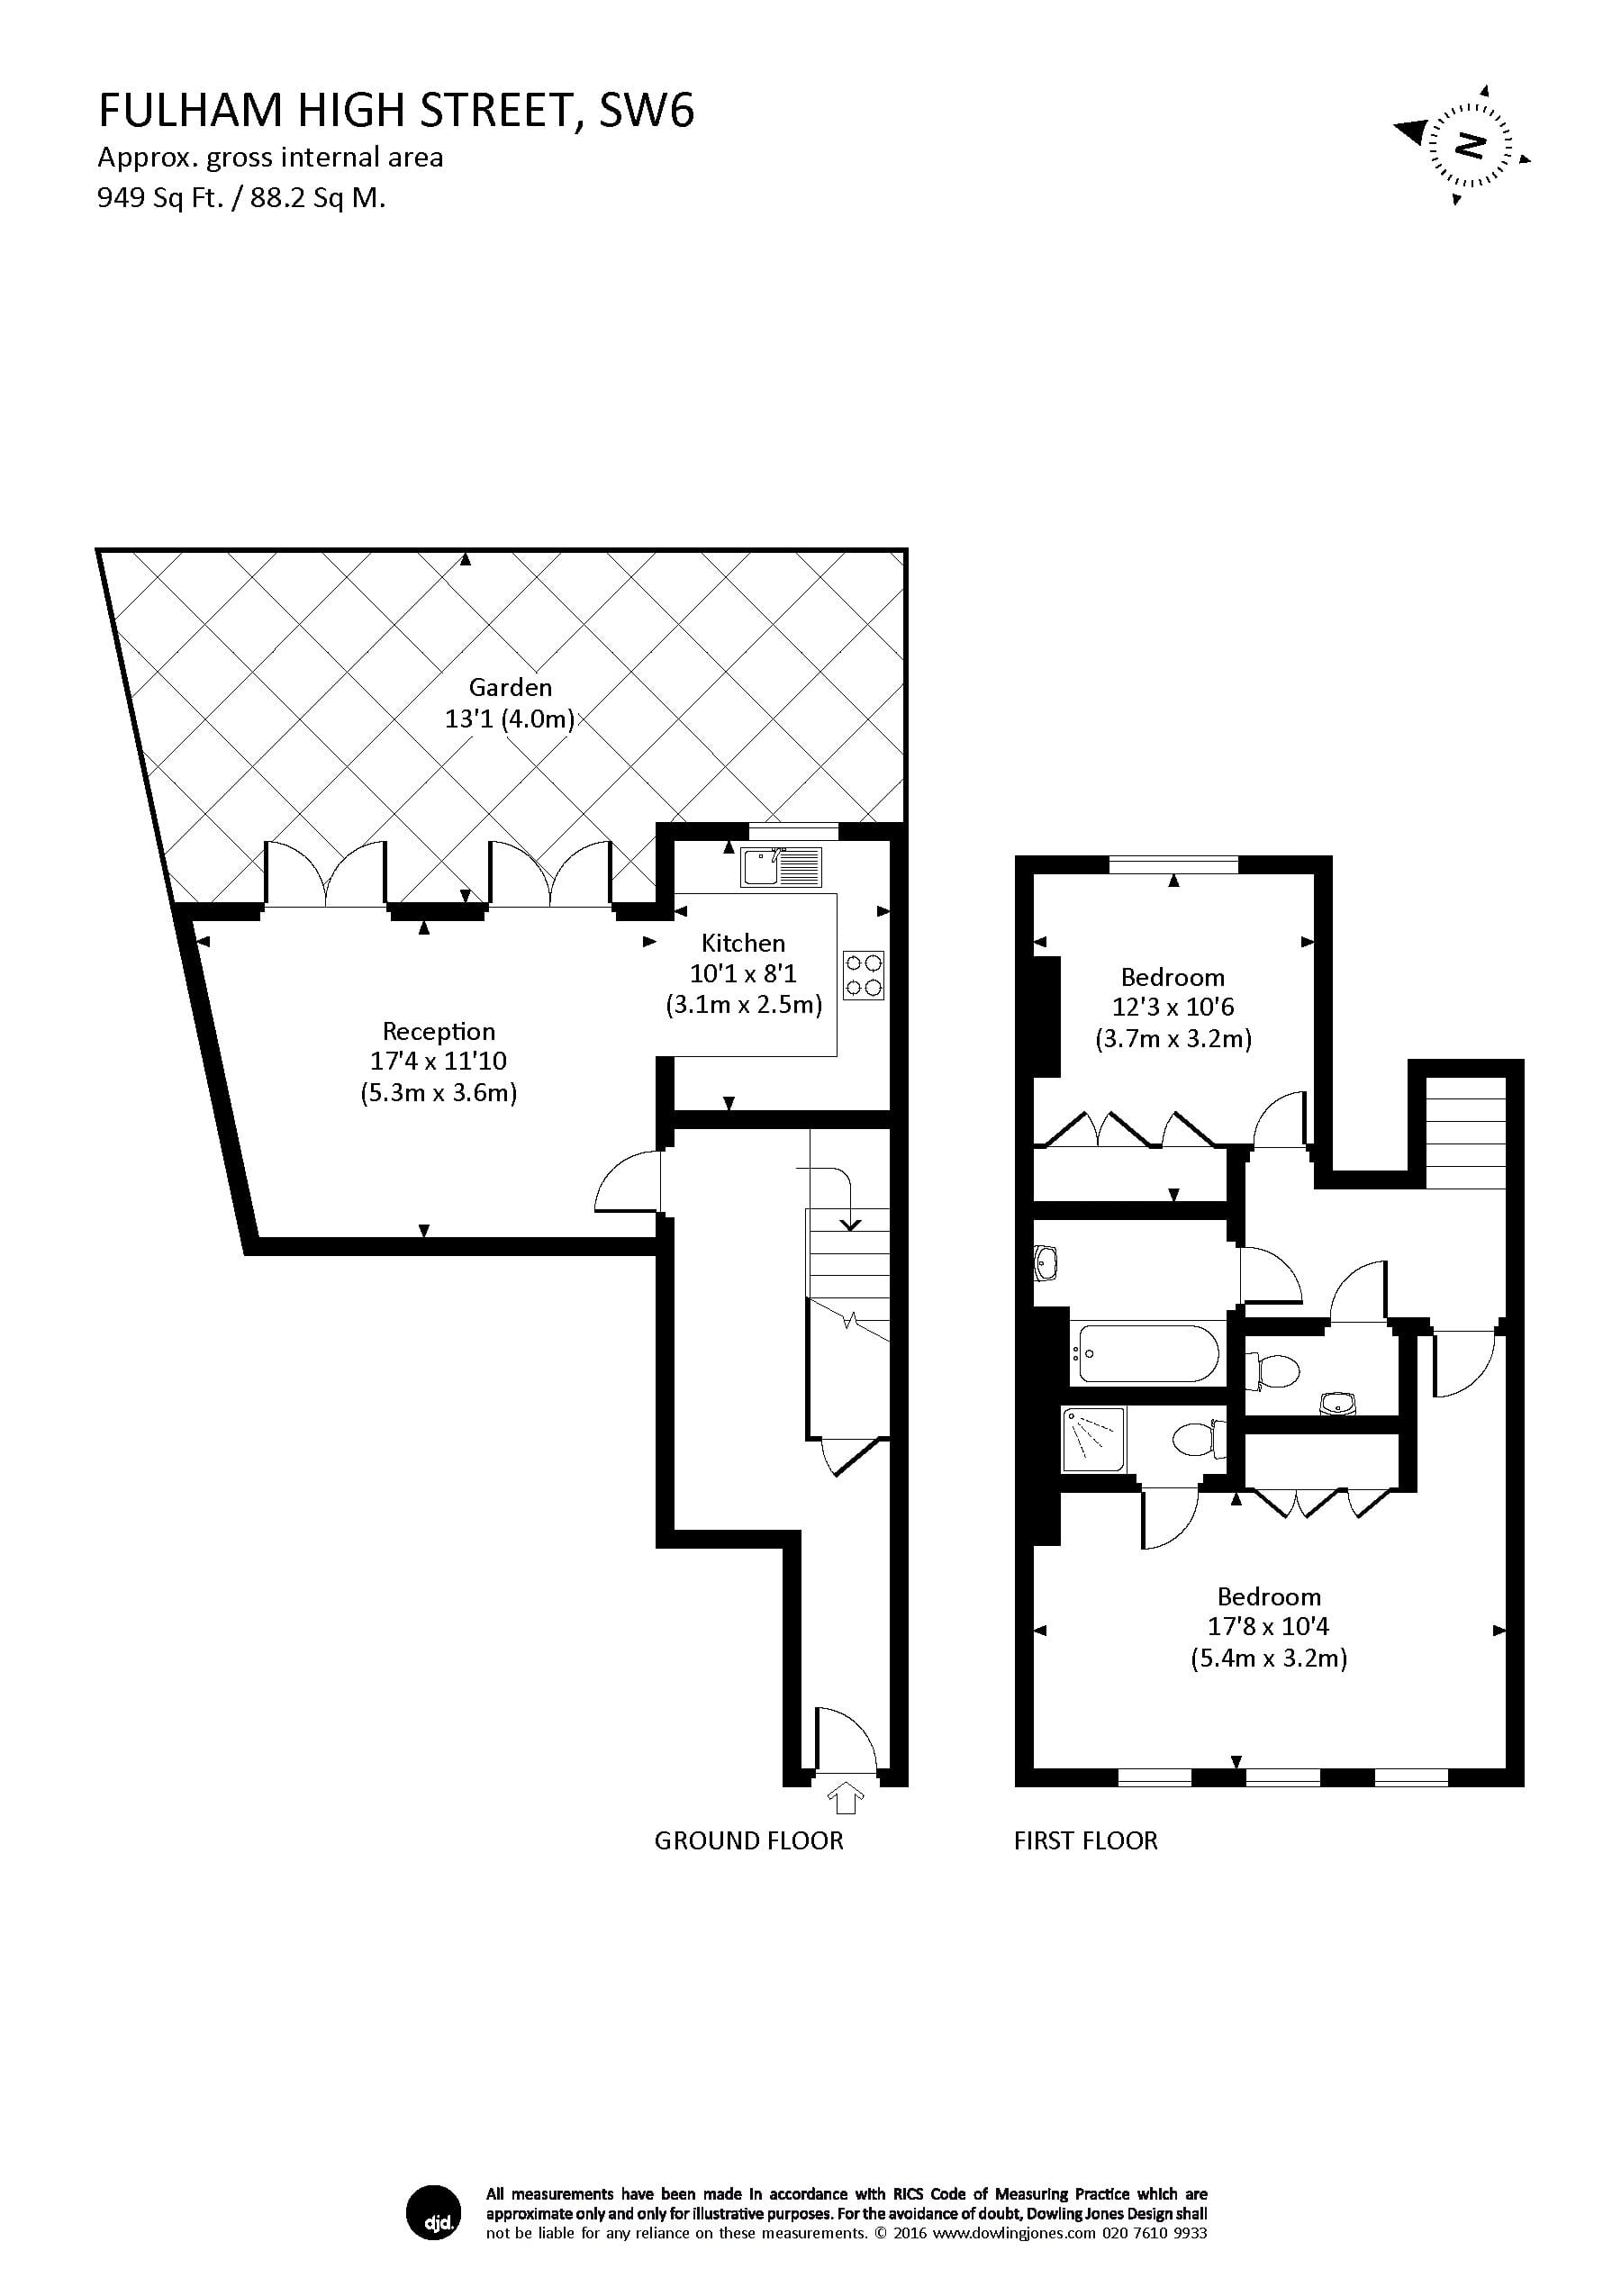 FULHAM HIGH STREET, SW6
Approx. gross internal area
949 Sq Ft. / 88.2 Sq M.
N
Garden
13'1 (4.0m)
Kitchen
10'1 x 8'1
(3.1m x 2.5m)
Reception
17'4 x 11'10
(5.3m x 3.6m)
Bedroom
12'3 x 10'6
(3.7m x 3.2m)
Bedroom
17'8 x 10'4
(5.4m x 3.2m)
GROUND FLOOR
FIRST FLOOR
djd.
All measurements have been made in accordance with RICS Code of Measuring Practice which are
approximate only and only for illustrative purposes. For the avoidance of doubt, Dowling Jones Design shall
not be liable for any reliance on these measurements. © 2016 www.dowlingjones.com 020 7610 9933